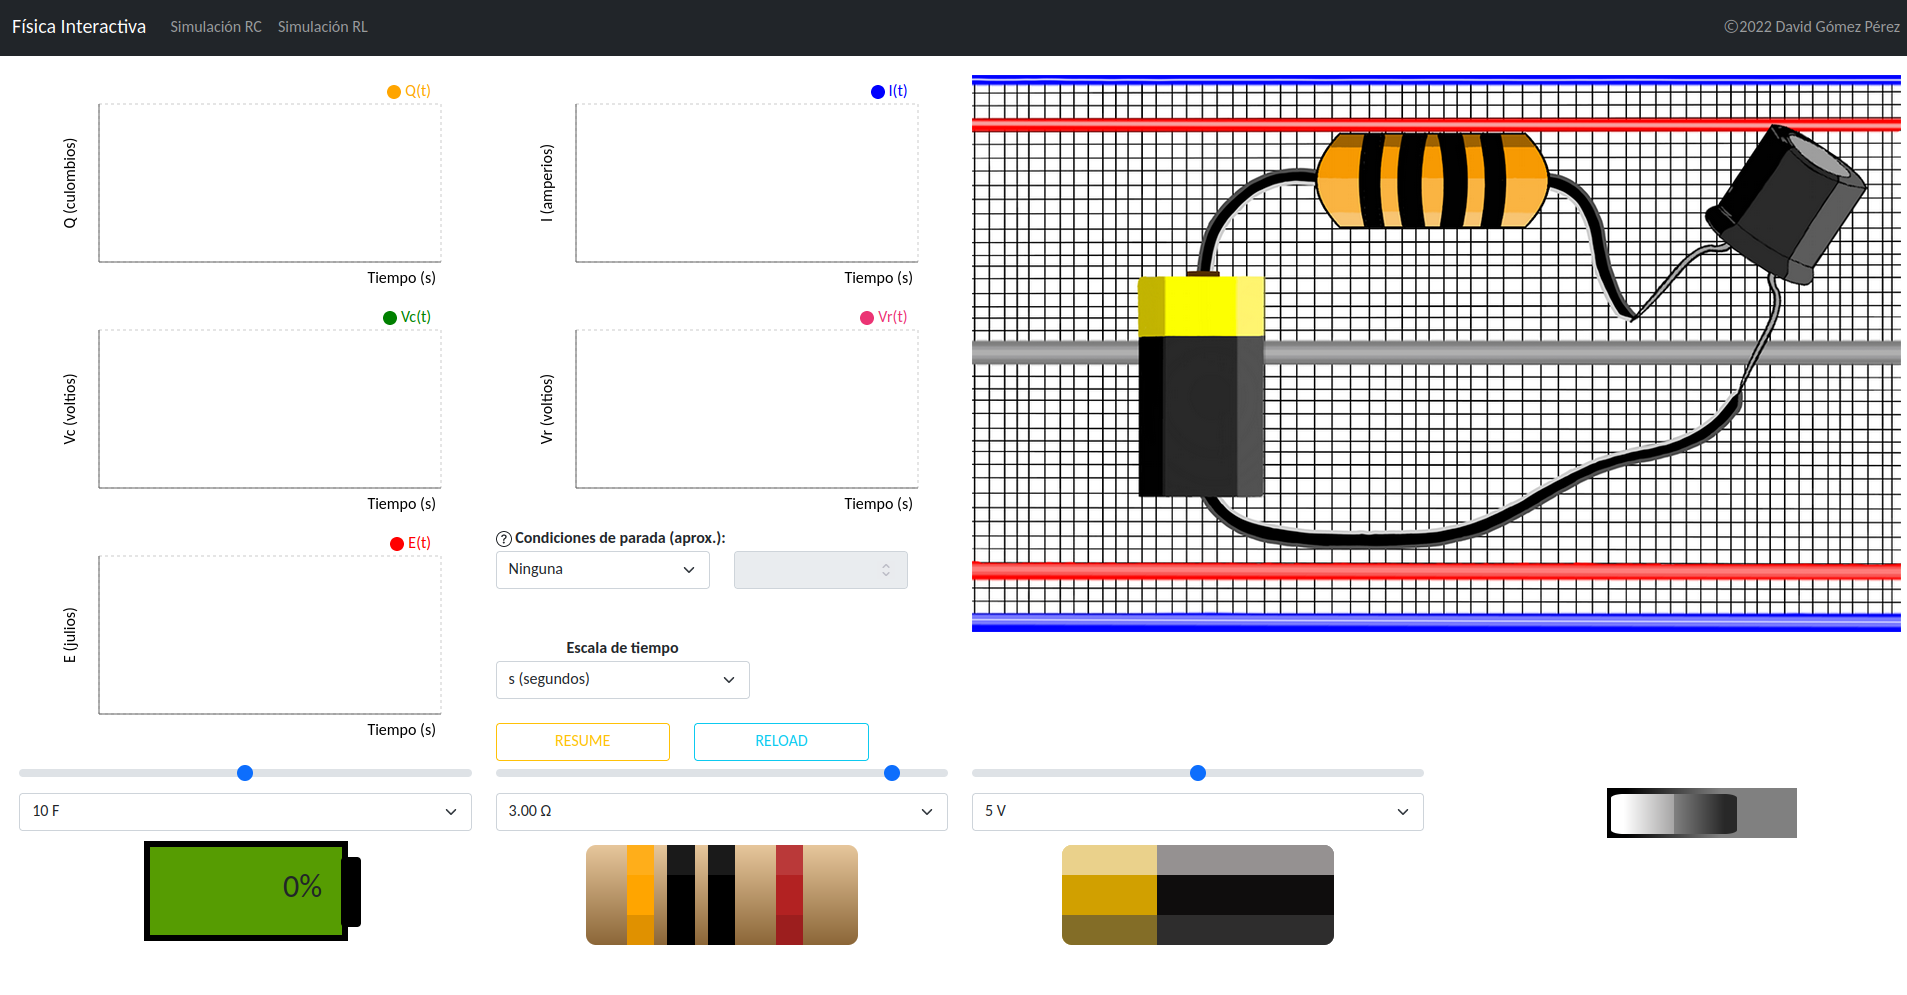 Física Interactiva Simulación RC Simulación RL ©2022 David Gómez Pérez
Q(t)
Q (culombios)
Tiempo (s)
I(t)
I (amperios)
Tiempo (s)
Vc(t)
Vc (voltios)
Tiempo (s)
Vr(t)
Vr (voltios)
Tiempo (s)
E(t)
E (julios)
Tiempo (s)
? Condiciones de parada (aprox.):
Ninguna
Escala de tiempo
s (segundos)
RESUME RELOAD
10 F
3.00 Ω
5 V
0%